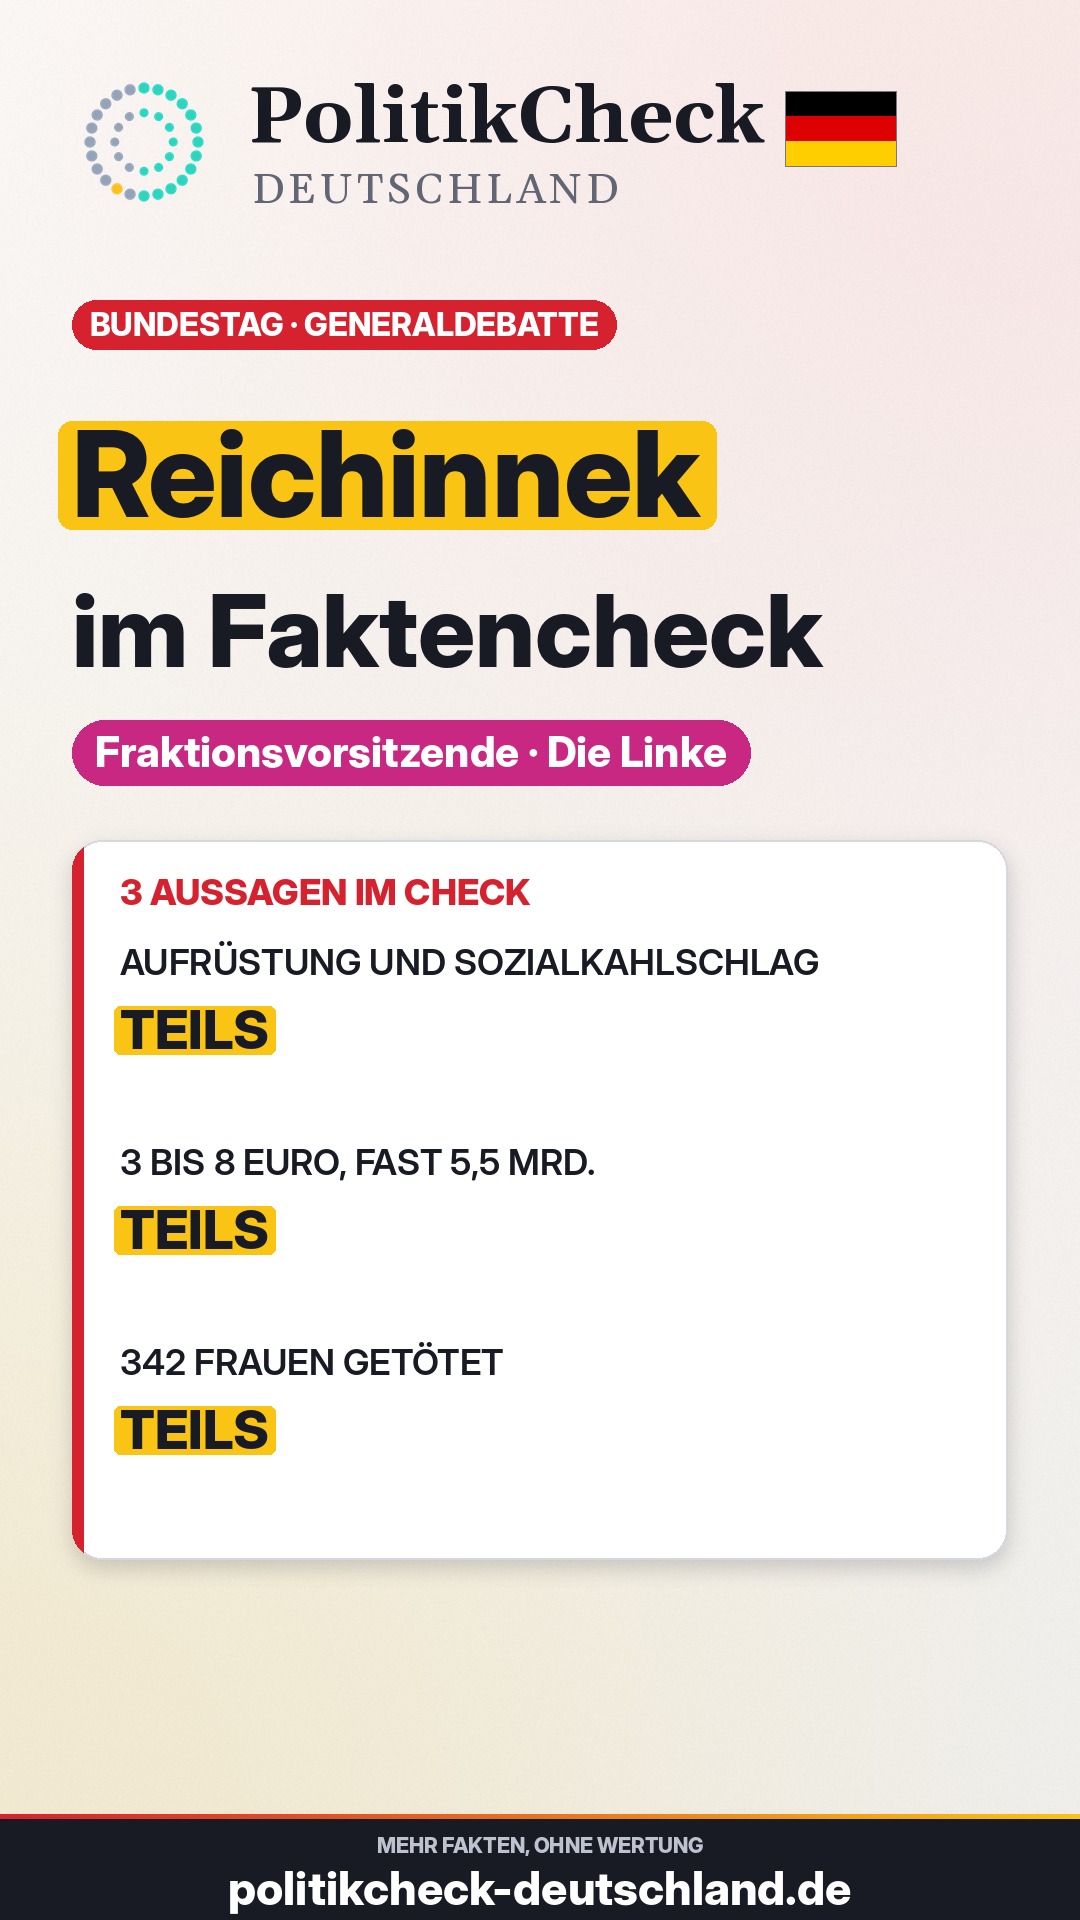 PolitikCheck
DEUTSCHLAND
BUNDESTAG · GENERALDEBATTE
Reichinnek
im Faktencheck
Fraktionsvorsitzende · Die Linke
3 AUSSAGEN IM CHECK
AUFRÜSTUNG UND SOZIALKAHLSCHLAG
TEILS
3 BIS 8 EURO, FAST 5,5 MRD.
TEILS
342 FRAUEN GETÖTET
TEILS
MEHR FAKTEN, OHNE WERTUNG
politikcheck-deutschland.de